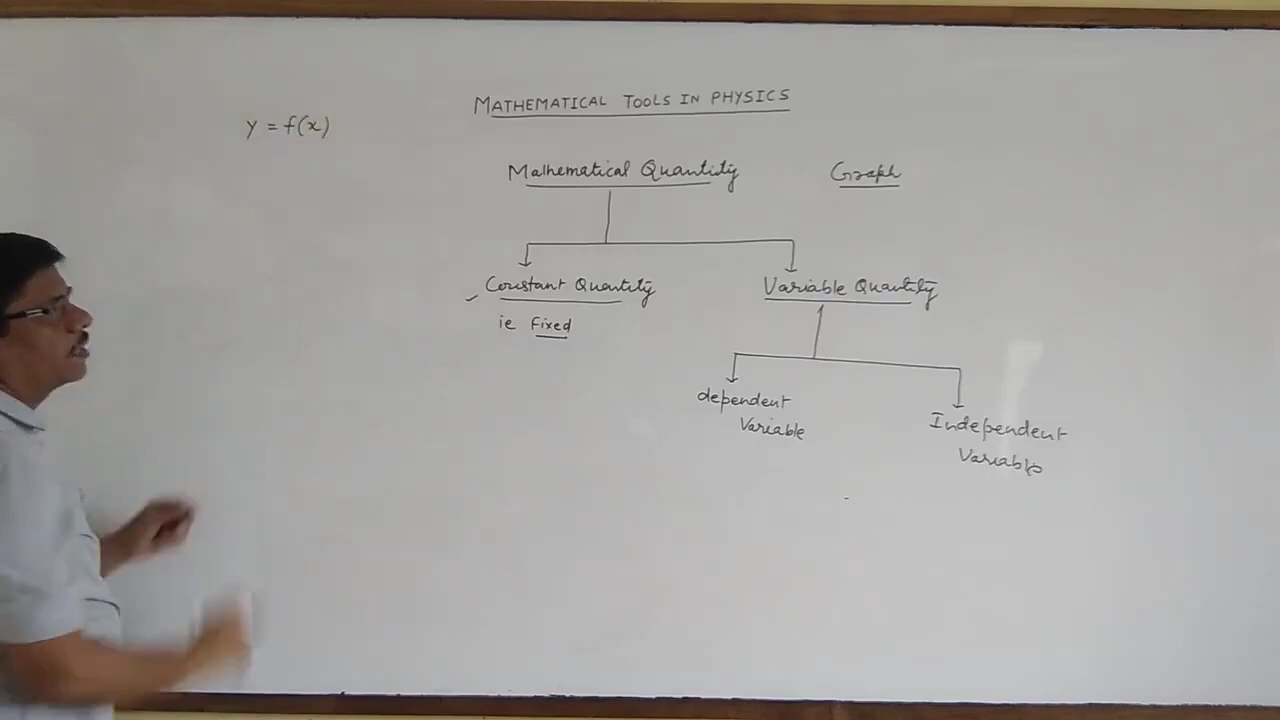 MATHEMATICAL TOOLS IN PHYSICS
y = f(x)
Mathematical Quantity
Graph
Constant Quantity
Variable Quantity
ie Fixed
dependent
Variable
Independent
Variable